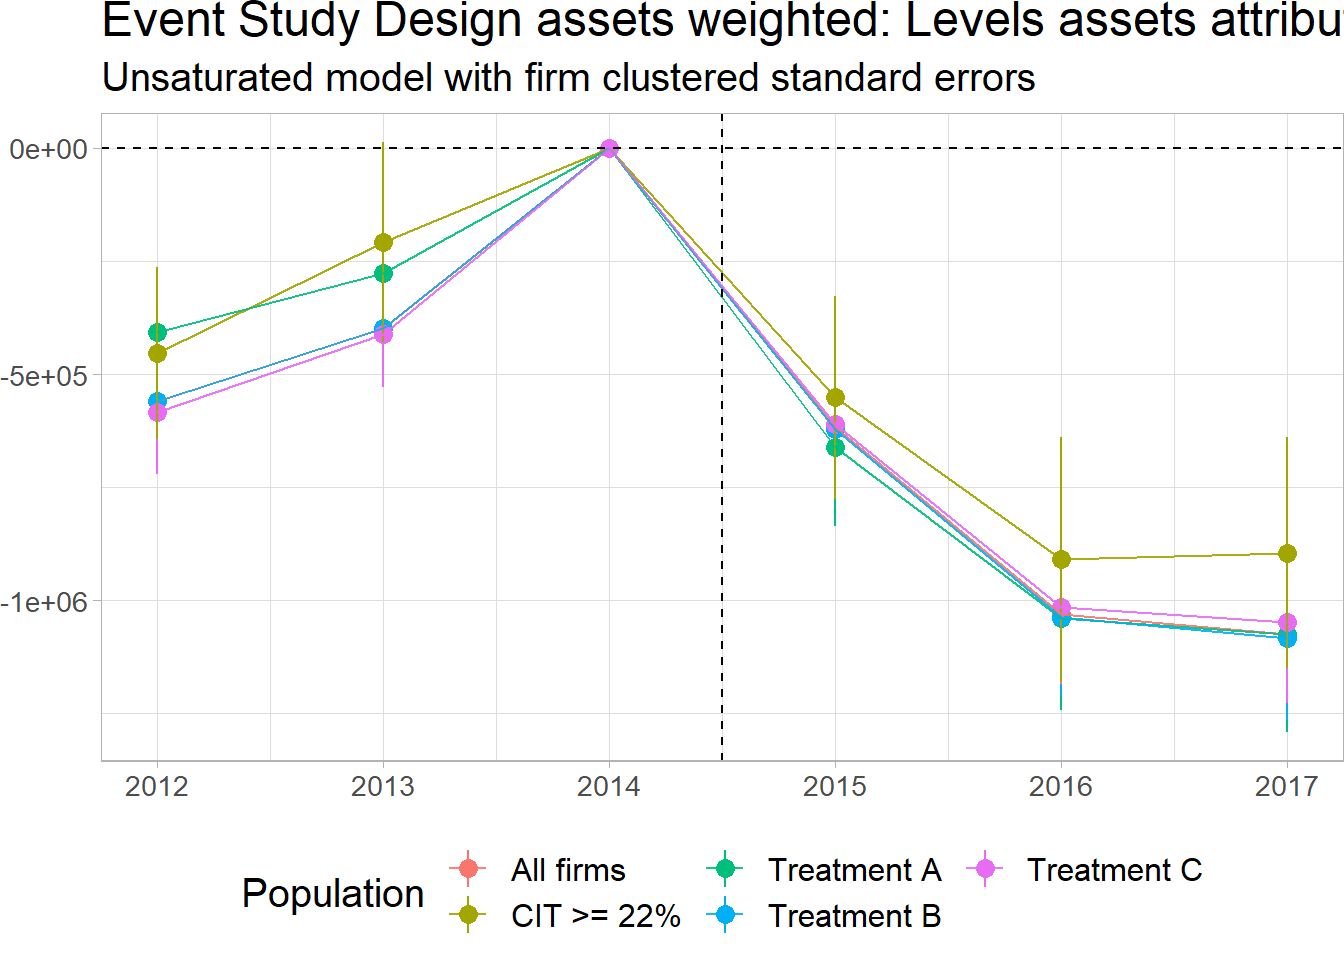 Event Study Design assets weighted: Levels assets attribu
Unsaturated model with firm clustered standard errors
0e+00
-5e+05
-1e+06
2012 2013 2014 2015 2016 2017
Population
All firms Treatment A Treatment C
CIT >= 22% Treatment B